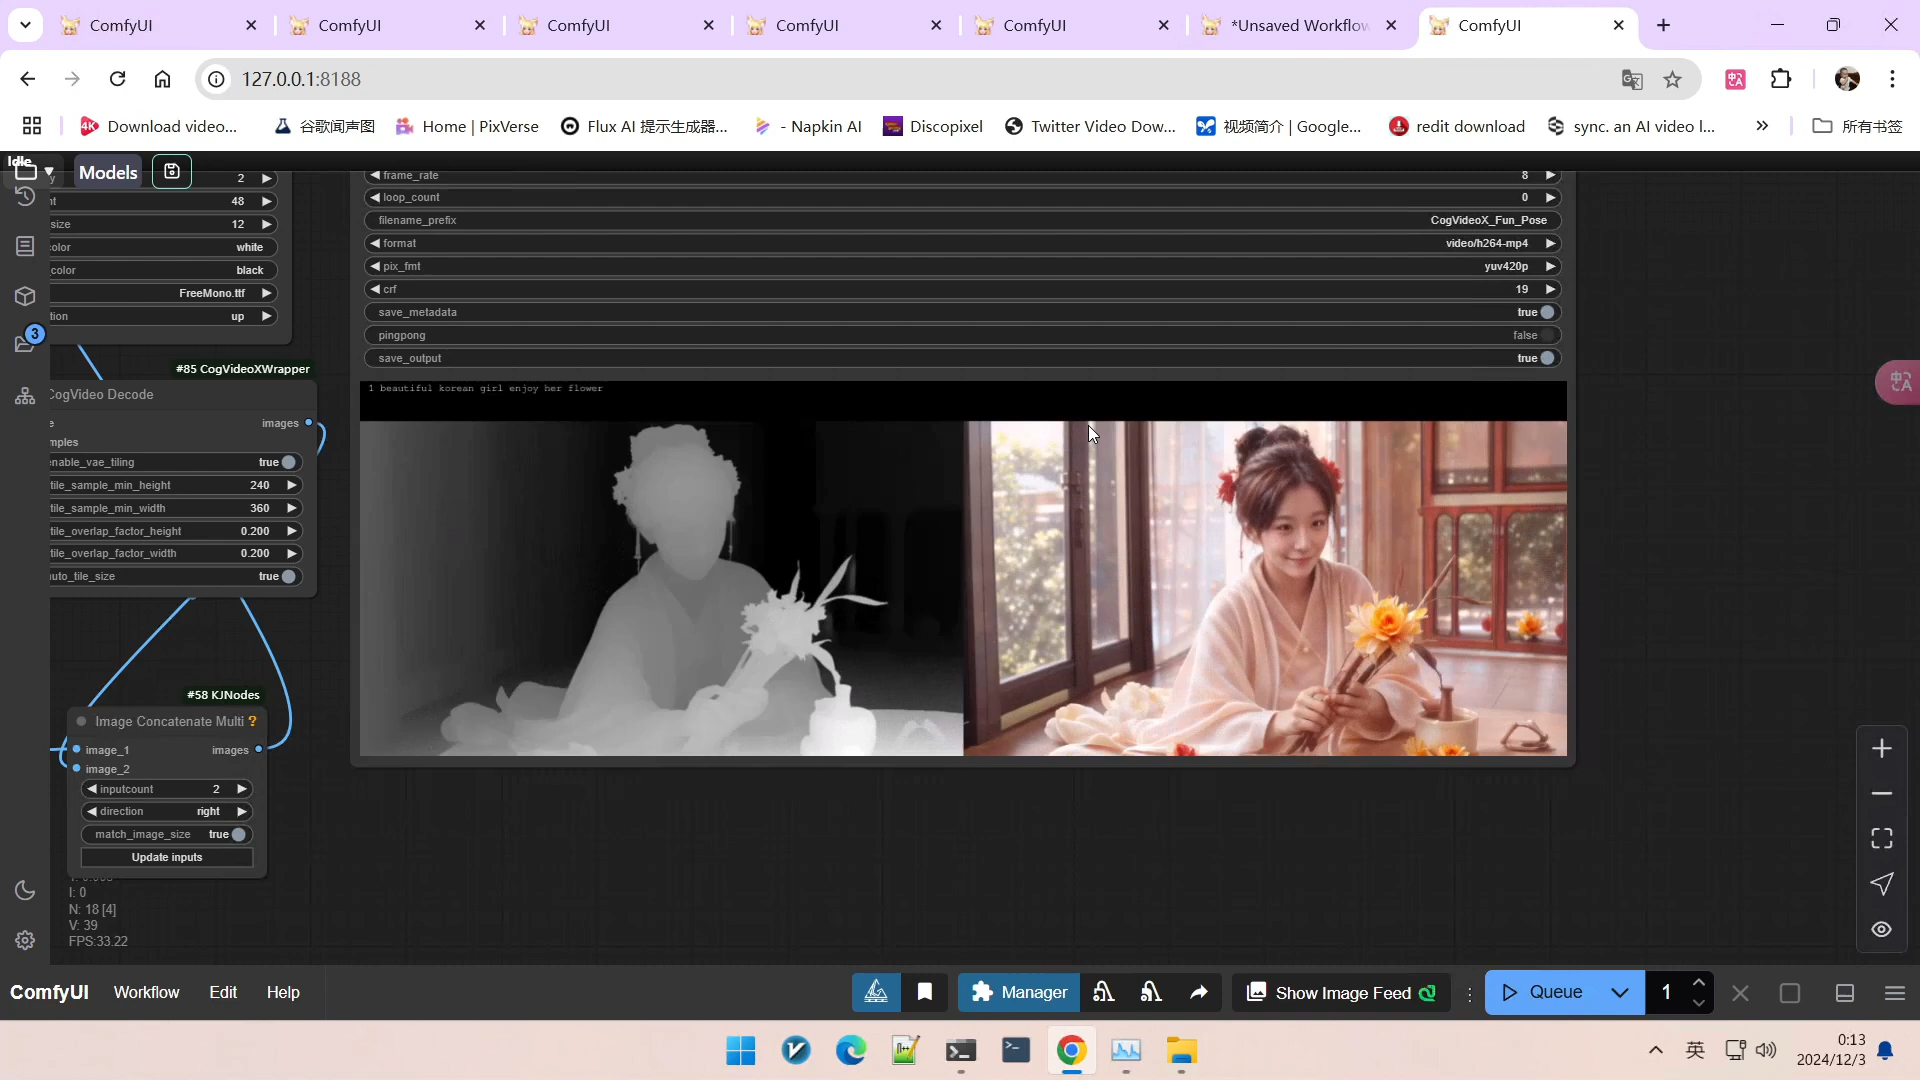 ComfyUI
ComfyUI
ComfyUI
ComfyUI
ComfyUI
*Unsaved Workflow
ComfyUI
127.0.0.1:8188
Download video...
谷歌闻声图
Home | PixVerse
Flux AI 提示生成器...
- Napkin AI
Discopixel
Twitter Video Dow...
视频简介 | Google...
redit download
sync. an AI video l...
所有书签
Idle
Models
y 2
nt 48
size 12
color white
color black
FreeMono.ttf
tion up
frame_rate 8
loop_count 0
filename_prefix CogVideoX_Fun_Pose
format video/h264-mp4
pix_fmt yuv420p
crf 19
save_metadata true
pingpong false
save_output true
3
#85 CogVideoXWrapper
CogVideo Decode
e images
mples
enable_vae_tiling true
tile_sample_min_height 240
tile_sample_min_width 360
tile_overlap_factor_height 0.200
tile_overlap_factor_width 0.200
auto_tile_size true
1 beautiful korean girl enjoy her flower
#58 KJNodes
Image Concatenate Multi ?
image_1 images
image_2
inputcount 2
direction right
match_image_size true
Update inputs
I: 0
N: 18 [4]
V: 39
FPS:33.22
ComfyUI
Workflow
Edit
Help
Manager
Show Image Feed
Queue
1
英
0:13
2024/12/3